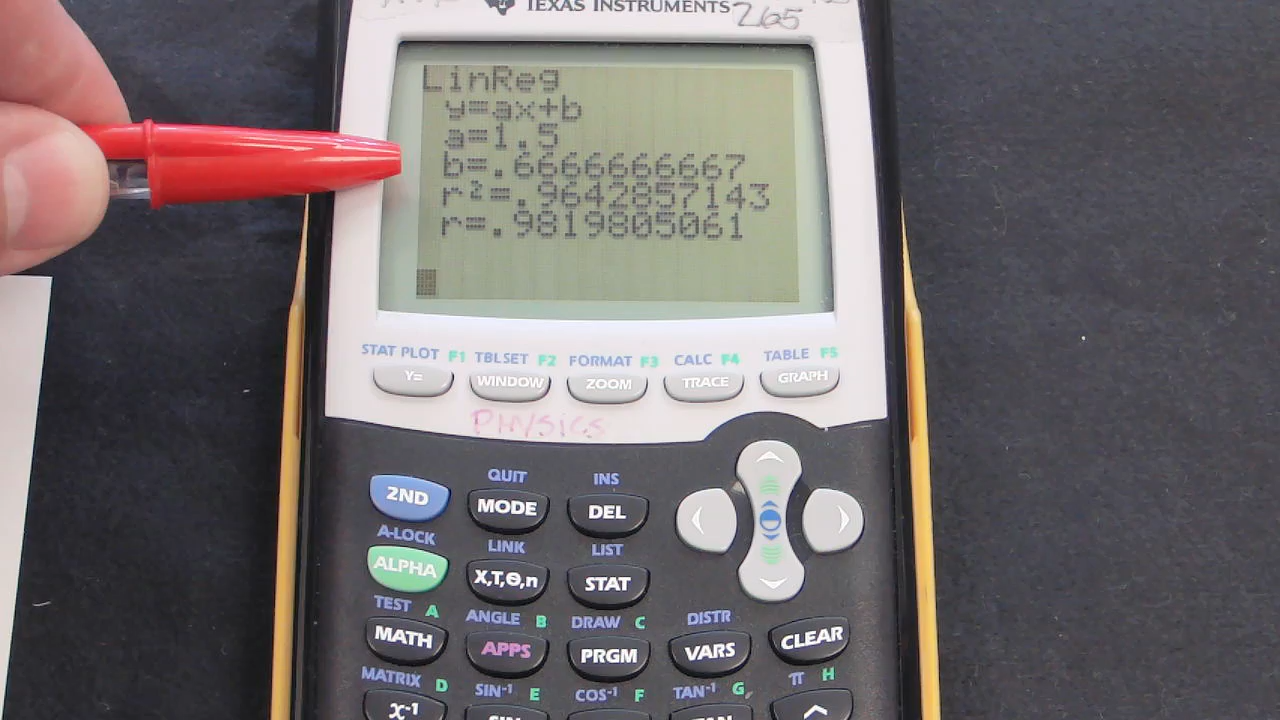 TEXAS INSTRUMENTS
265
LinReg
y=ax+b
a=1.5
b=.6666666667
r²=.9642857143
r=.9819805061
STAT PLOT F1 TBLSET F2 FORMAT F3 CALC F4 TABLE F5
Y= WINDOW ZOOM TRACE GRAPH
PHYSICS
QUIT INS
2ND MODE DEL
A-LOCK LINK LIST
ALPHA X,T,Θ,n STAT
TEST A ANGLE B DRAW C DISTR
MATH APPS PRGM VARS CLEAR
MATRIX D SIN⁻¹ E COS⁻¹ F TAN⁻¹ G π H
x⁻¹ SIN TAN ^